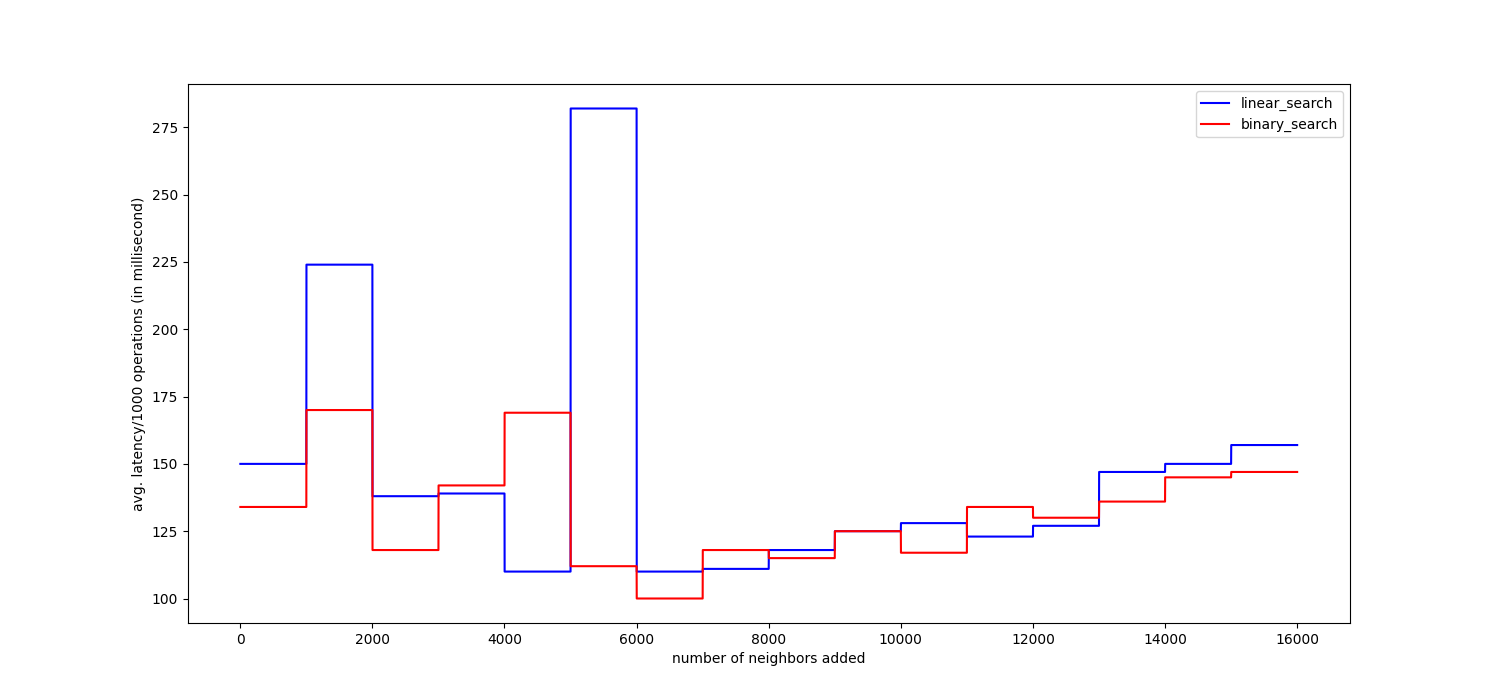 linear_search
binary_search
275
250
225
200
175
150
125
100
avg. latency/1000 operations (in millisecond)
0 2000 4000 6000 8000 10000 12000 14000 16000
number of neighbors added